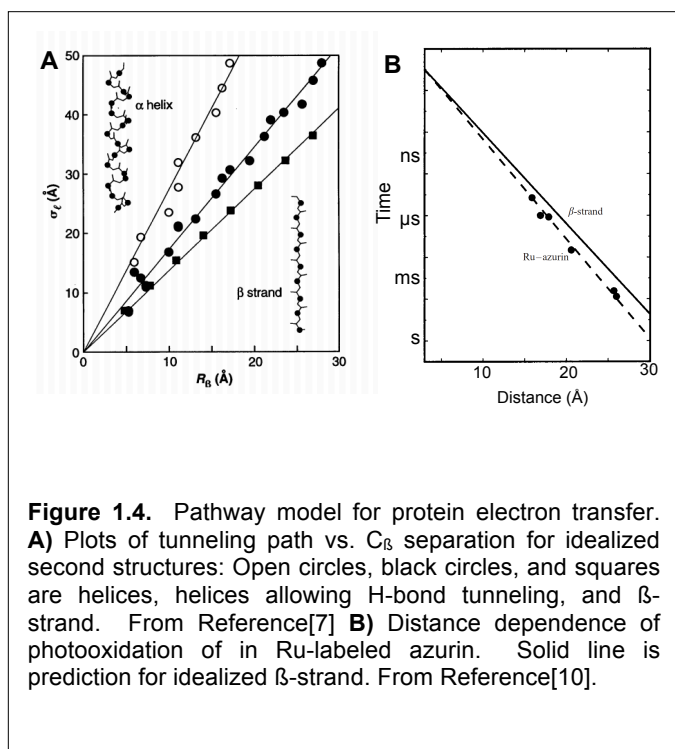 A
50
40
30
20
10
0
σℓ (Å)
α helix
β strand
0 10 20 30
Rß (Å)
B
ns
µs
ms
s
Time
β-strand
Ru–azurin
10 20 30
Distance (Å)
Figure 1.4. Pathway model for protein electron transfer.
A) Plots of tunneling path vs. Cß separation for idealized
second structures: Open circles, black circles, and squares
are helices, helices allowing H-bond tunneling, and ß-
strand. From Reference[7] B) Distance dependence of
photooxidation of in Ru-labeled azurin. Solid line is
prediction for idealized ß-strand. From Reference[10].